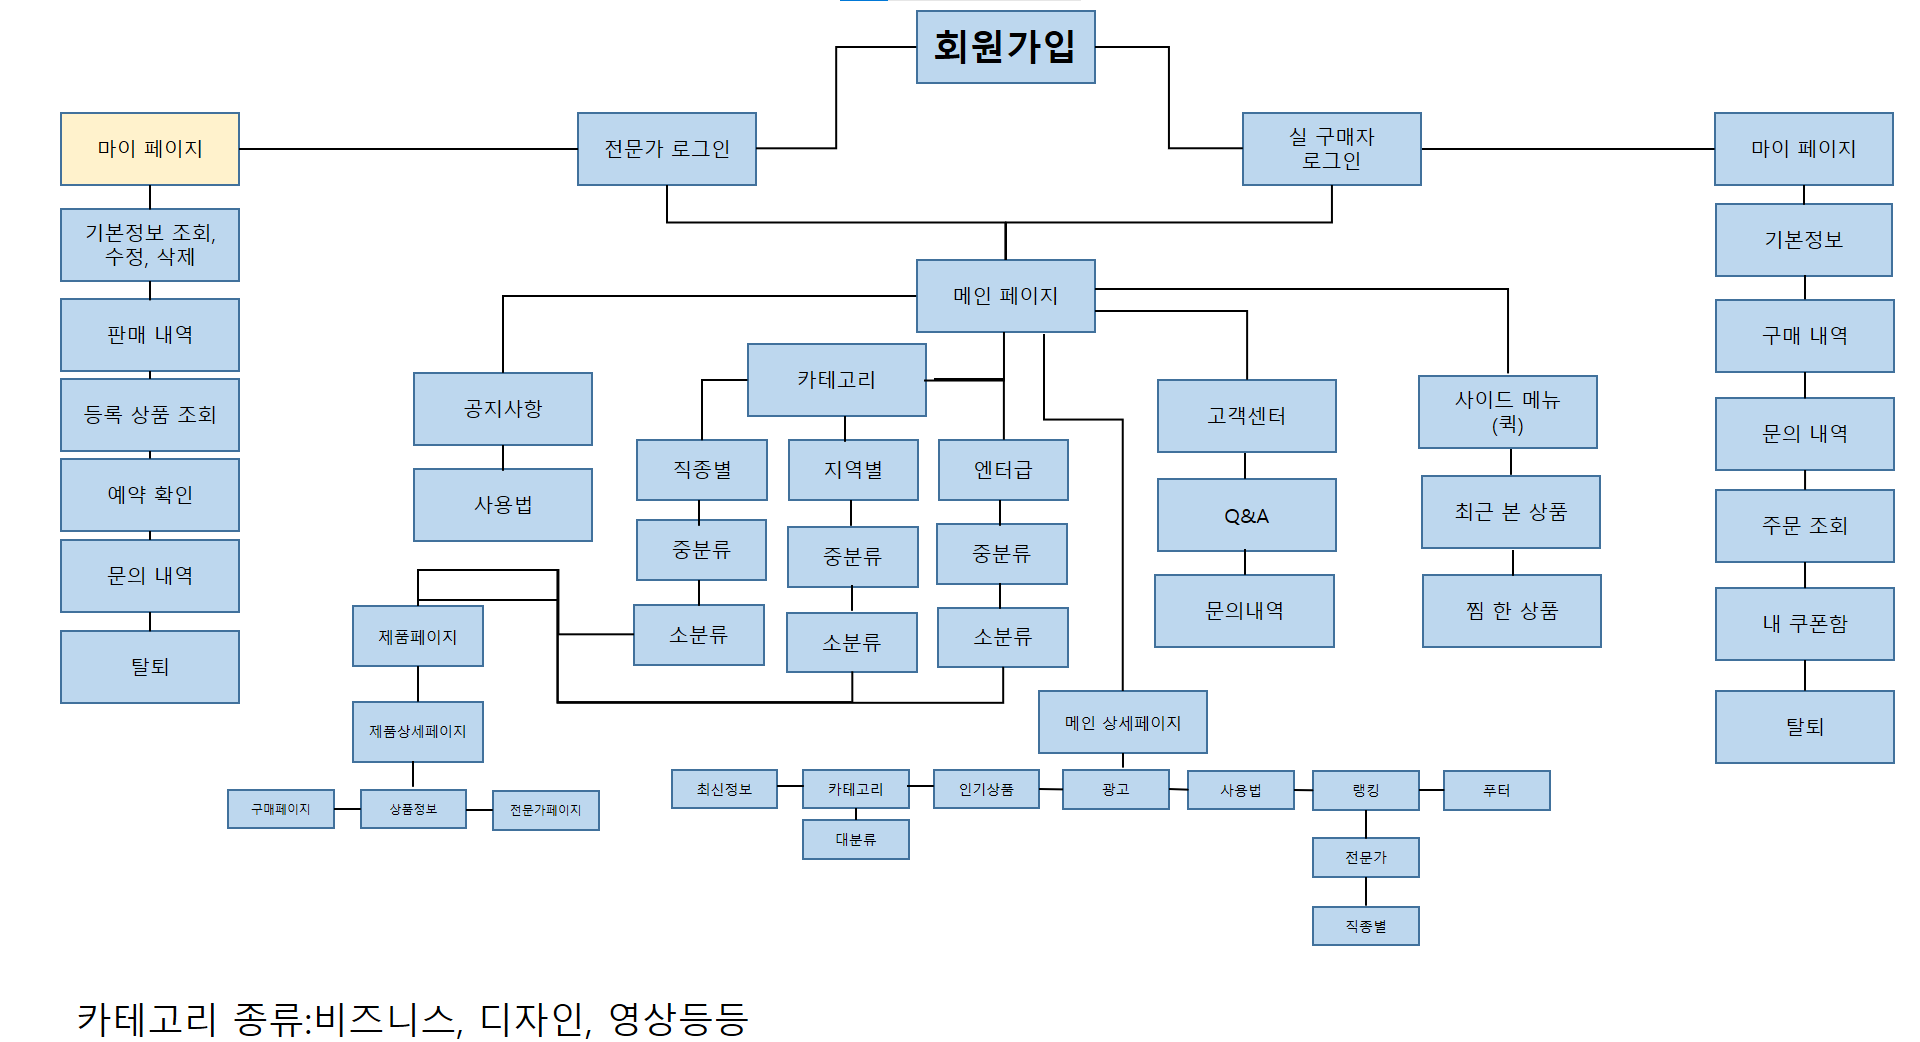 회원가입
마이 페이지
전문가 로그인
실 구매자
로그인
마이 페이지
기본정보 조회,
수정, 삭제
판매 내역
등록 상품 조회
예약 확인
문의 내역
탈퇴
메인 페이지
공지사항
사용법
카테고리
직종별
지역별
엔터급
중분류
중분류
중분류
소분류
소분류
소분류
고객센터
Q&A
문의내역
사이드 메뉴
(퀵)
최근 본 상품
찜 한 상품
기본정보
구매 내역
문의 내역
주문 조회
내 쿠폰함
탈퇴
제품페이지
제품상세페이지
구매페이지
상품정보
전문가페이지
메인 상세페이지
최신정보
카테고리
인기상품
광고
사용법
랭킹
푸터
대분류
전문가
직종별
카테고리 종류:비즈니스, 디자인, 영상등등